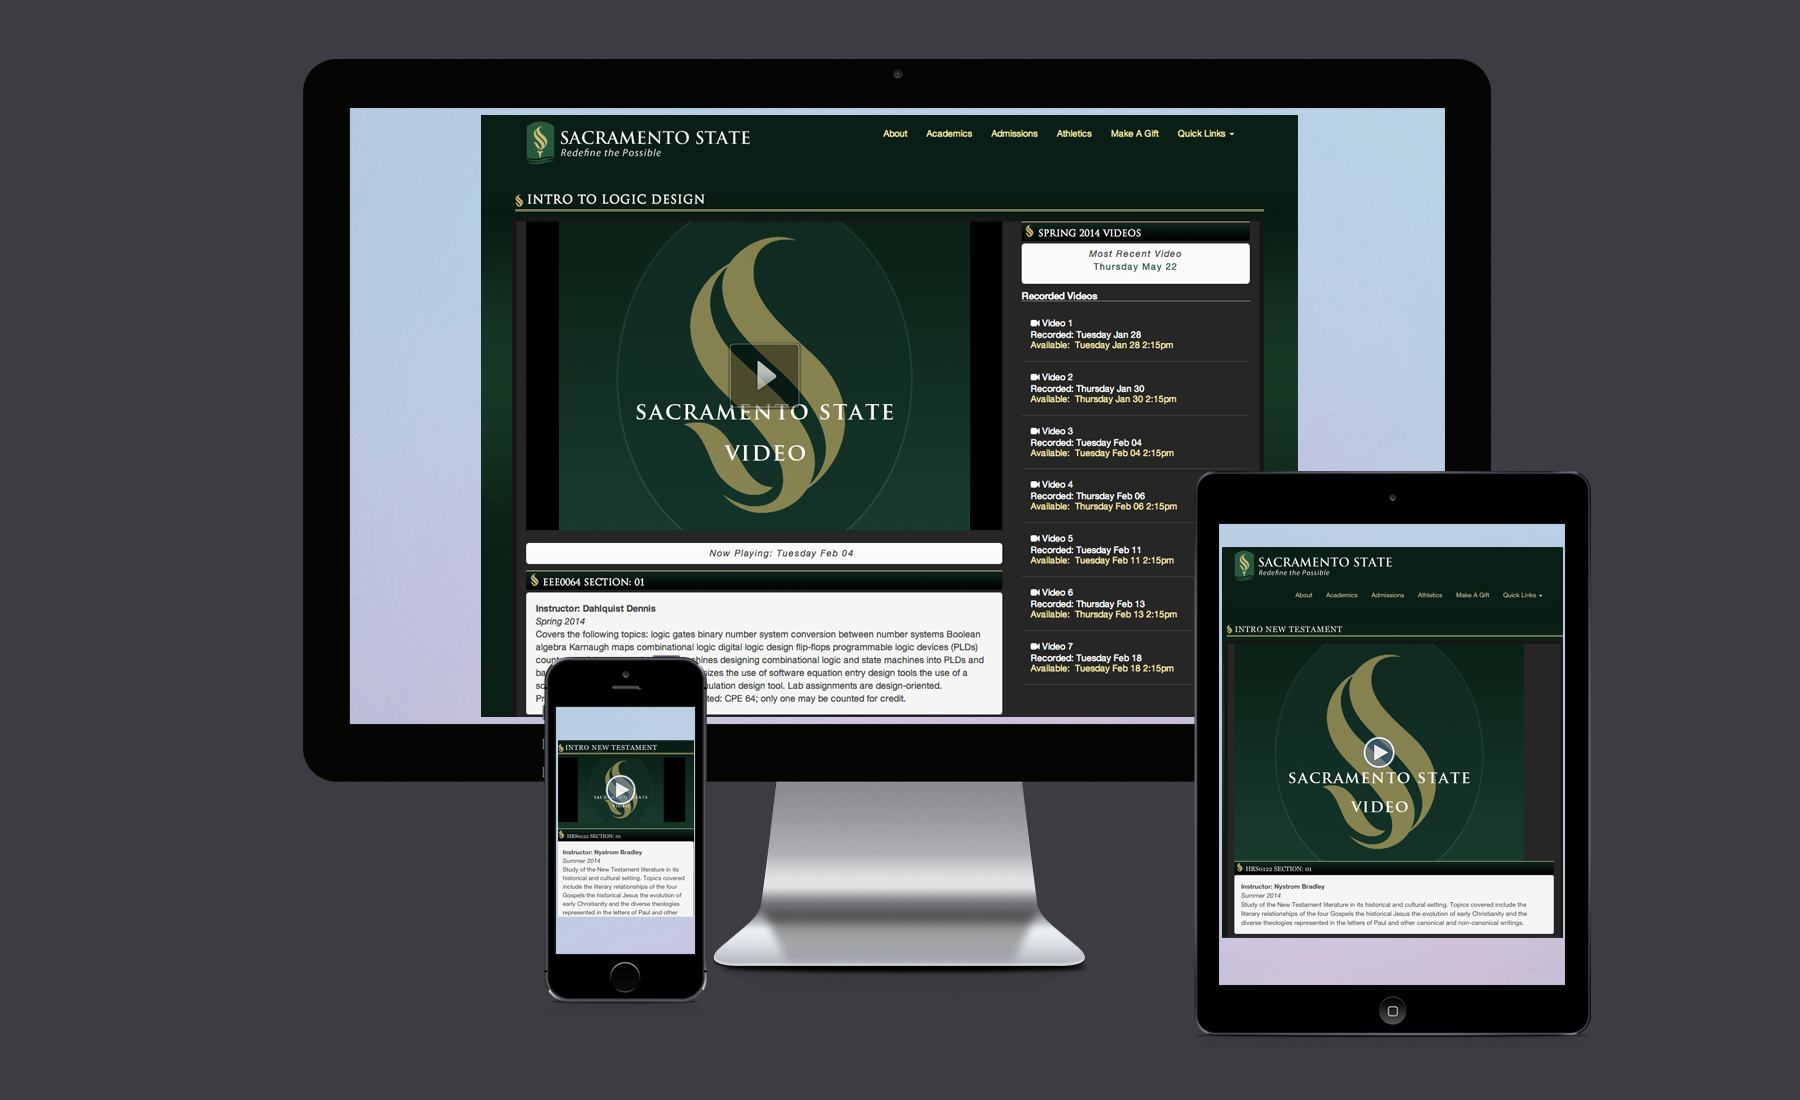 SACRAMENTO STATE
Redefine the Possible
About Academics Admissions Athletics Make A Gift Quick Links
INTRO TO LOGIC DESIGN
SACRAMENTO STATE
VIDEO
Now Playing: Tuesday Feb 04
EEE0064 SECTION: 01
Instructor: Dahlquist Dennis
Spring 2014
Covers the following topics: logic gates binary number system conversion between number systems Boolean
algebra Karnaugh maps combinational logic digital logic design flip-flops programmable logic devices (PLDs)
designing combinational logic and state machines into PLDs and
the use of software equation entry design tools the use of a
design tool. Lab assignments are design-oriented.
CPE 64; only one may be counted for credit.
SPRING 2014 VIDEOS
Most Recent Video
Thursday May 22
Recorded Videos
Video 1
Recorded: Tuesday Jan 28
Available: Tuesday Jan 28 2:15pm
Video 2
Recorded: Thursday Jan 30
Available: Thursday Jan 30 2:15pm
Video 3
Recorded: Tuesday Feb 04
Available: Tuesday Feb 04 2:15pm
Video 4
Recorded: Thursday Feb 06
Available: Thursday Feb 06 2:15pm
Video 5
Recorded: Tuesday Feb 11
Available: Tuesday Feb 11 2:15pm
Video 6
Recorded: Thursday Feb 13
Available: Thursday Feb 13 2:15pm
Video 7
Recorded: Tuesday Feb 18
Available: Tuesday Feb 18 2:15pm
INTRO NEW TESTAMENT
HRS0122 SECTION: 01
Instructor: Nystrom Bradley
Summer 2014
Study of the New Testament literature in its
historical and cultural setting. Topics covered
include the literary relationships of the four
Gospels the historical Jesus the evolution of
early Christianity and the diverse theologies
represented in the letters of Paul and other
SACRAMENTO STATE
Redefine the Possible
About Academics Admissions Athletics Make A Gift Quick Links
INTRO NEW TESTAMENT
SACRAMENTO STATE
VIDEO
HRS0122 SECTION: 01
Instructor: Nystrom Bradley
Summer 2014
Study of the New Testament literature in its historical and cultural setting. Topics covered include the
literary relationships of the four Gospels the historical Jesus the evolution of early Christianity and the
diverse theologies represented in the letters of Paul and other canonical and non-canonical writings.